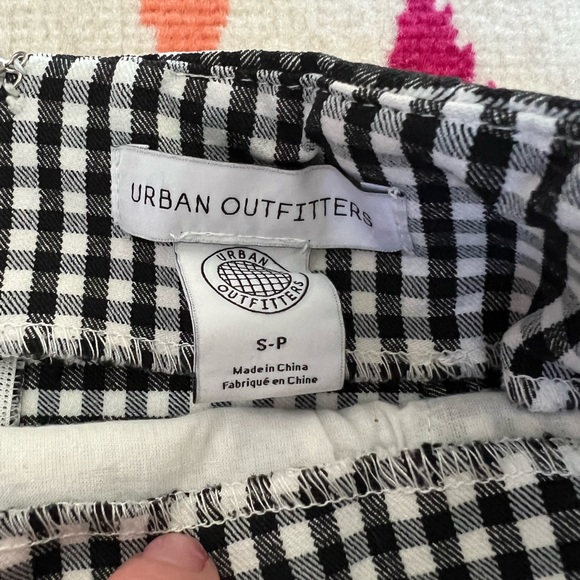 URBAN OUTFITTERS
URBAN
OUTFITTERS
S-P
Made in China
Fabriqué en Chine